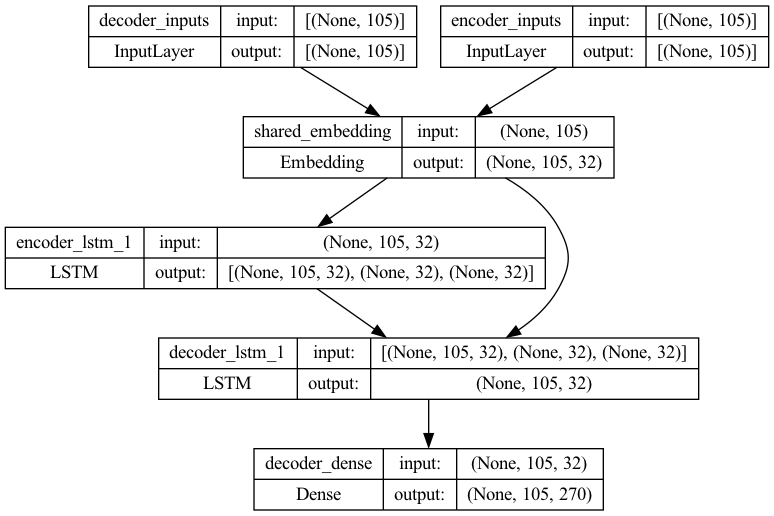 decoder_inputs input: [(None, 105)]
InputLayer output: [(None, 105)]
encoder_inputs input: [(None, 105)]
InputLayer output: [(None, 105)]
shared_embedding input: (None, 105)
Embedding output: (None, 105, 32)
encoder_lstm_1 input: (None, 105, 32)
LSTM output: [(None, 105, 32), (None, 32), (None, 32)]
decoder_lstm_1 input: [(None, 105, 32), (None, 32), (None, 32)]
LSTM output: (None, 105, 32)
decoder_dense input: (None, 105, 32)
Dense output: (None, 105, 270)